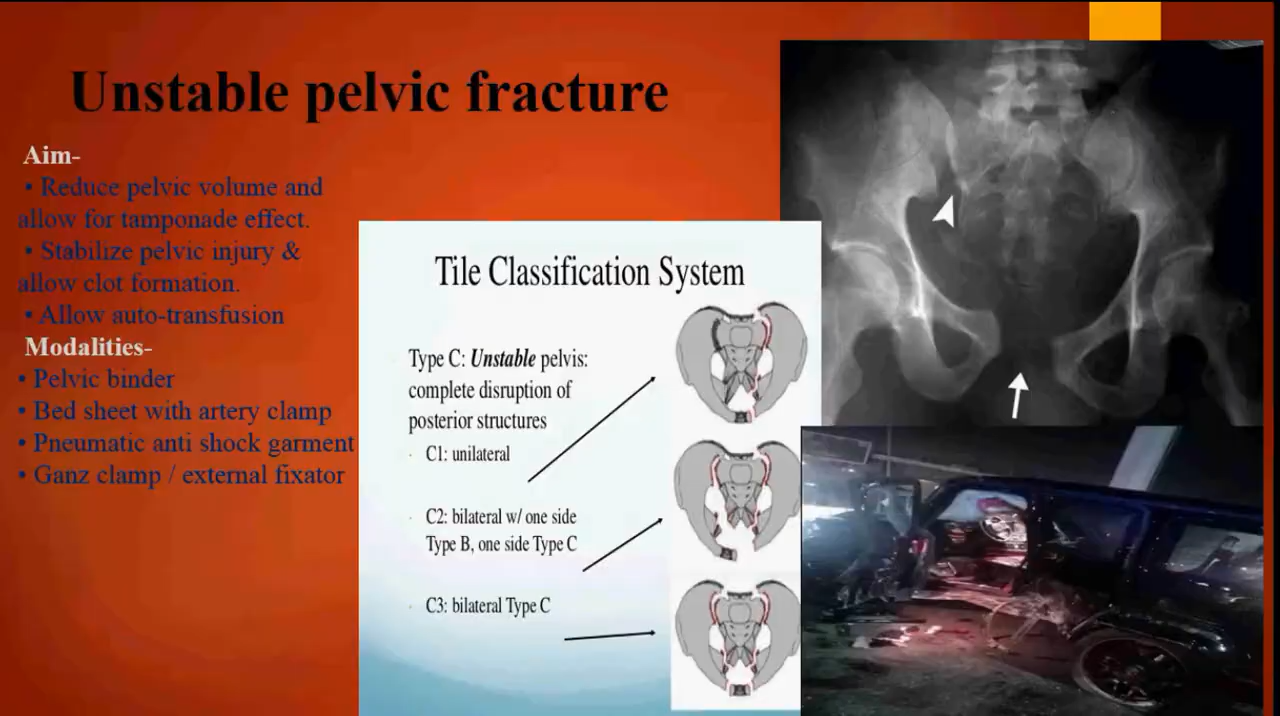 Unstable pelvic fracture
Aim-
• Reduce pelvic volume and
allow for tamponade effect.
• Stabilize pelvic injury &
allow clot formation.
• Allow auto-transfusion
Modalities-
• Pelvic binder
• Bed sheet with artery clamp
• Pneumatic anti shock garment
• Ganz clamp / external fixator
Tile Classification System
Type C: Unstable pelvis:
complete disruption of
posterior structures
· C1: unilateral
· C2: bilateral w/ one side
Type B, one side Type C
· C3: bilateral Type C